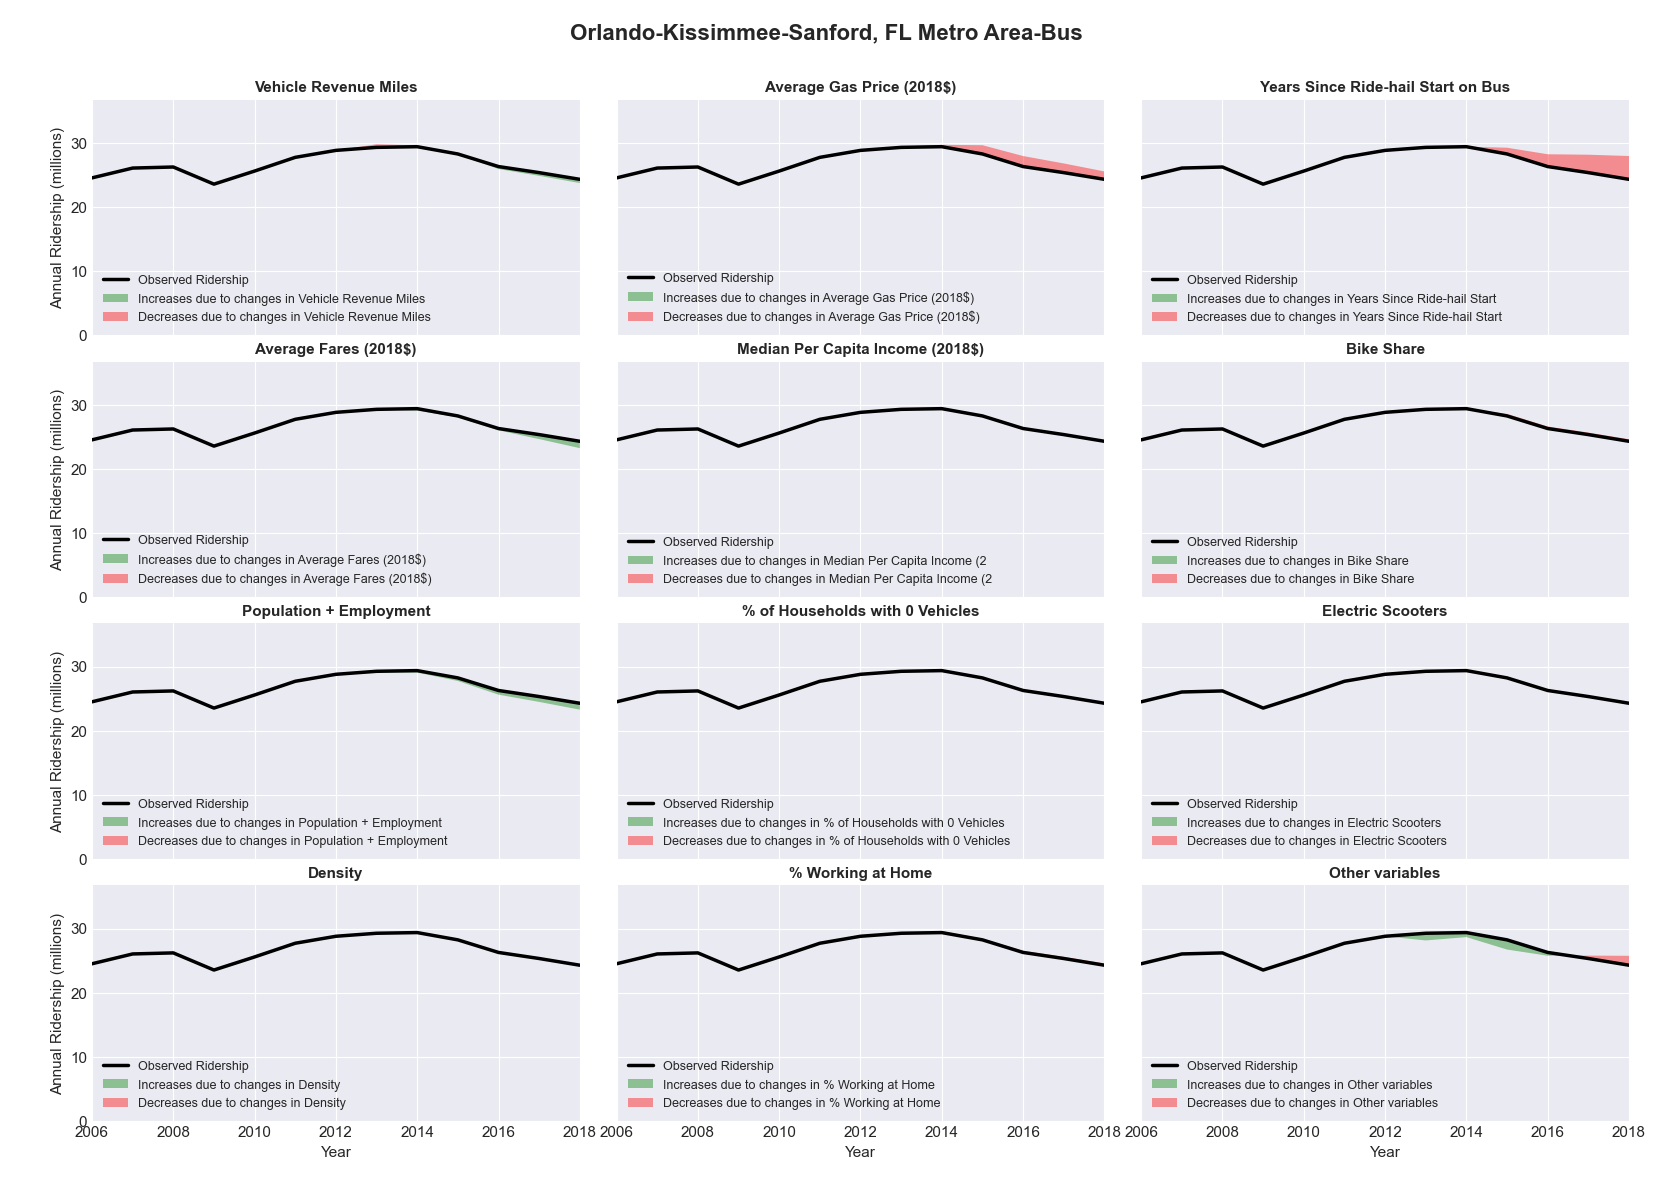 Orlando-Kissimmee-Sanford, FL Metro Area-Bus
Vehicle Revenue Miles
Average Gas Price (2018$)
Years Since Ride-hail Start on Bus
Annual Ridership (millions)
30
20
10
0
Observed Ridership
Increases due to changes in Vehicle Revenue Miles
Decreases due to changes in Vehicle Revenue Miles
Observed Ridership
Increases due to changes in Average Gas Price (2018$)
Decreases due to changes in Average Gas Price (2018$)
Observed Ridership
Increases due to changes in Years Since Ride-hail Start
Decreases due to changes in Years Since Ride-hail Start
Average Fares (2018$)
Median Per Capita Income (2018$)
Bike Share
Annual Ridership (millions)
30
20
10
0
Observed Ridership
Increases due to changes in Average Fares (2018$)
Decreases due to changes in Average Fares (2018$)
Observed Ridership
Increases due to changes in Median Per Capita Income (2
Decreases due to changes in Median Per Capita Income (2
Observed Ridership
Increases due to changes in Bike Share
Decreases due to changes in Bike Share
Population + Employment
% of Households with 0 Vehicles
Electric Scooters
Annual Ridership (millions)
30
20
10
0
Observed Ridership
Increases due to changes in Population + Employment
Decreases due to changes in Population + Employment
Observed Ridership
Increases due to changes in % of Households with 0 Vehicles
Decreases due to changes in % of Households with 0 Vehicles
Observed Ridership
Increases due to changes in Electric Scooters
Decreases due to changes in Electric Scooters
Density
% Working at Home
Other variables
Annual Ridership (millions)
30
20
10
0
Observed Ridership
Increases due to changes in Density
Decreases due to changes in Density
Observed Ridership
Increases due to changes in % Working at Home
Decreases due to changes in % Working at Home
Observed Ridership
Increases due to changes in Other variables
Decreases due to changes in Other variables
2006 2008 2010 2012 2014 2016 2018
2006 2008 2010 2012 2014 2016 2018
2006 2008 2010 2012 2014 2016 2018
Year
Year
Year